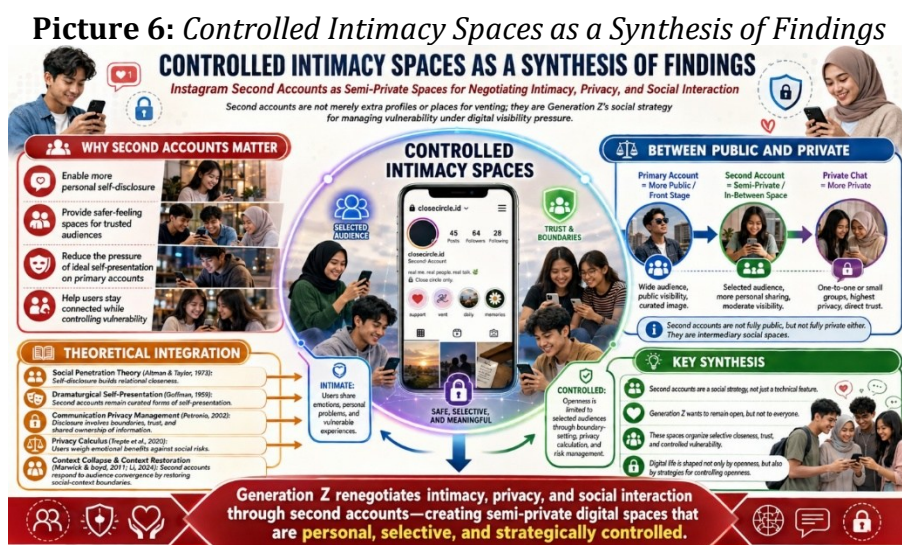 Picture 6: Controlled Intimacy Spaces as a Synthesis of Findings
CONTROLLED INTIMACY SPACES AS A SYNTHESIS OF FINDINGS
Instagram Second Accounts as Semi-Private Spaces for Negotiating Intimacy, Privacy, and Social Interaction
Second accounts are not merely extra profiles or places for venting; they are Generation Z's social strategy
for managing vulnerability under digital visibility pressure.
1
WHY SECOND ACCOUNTS MATTER
Enable more
personal self-disclosure
Provide safer-feeling
spaces for trusted
audiences
Reduce the pressure
of ideal self-presentation
on primary accounts
Help users stay
connected while
controlling vulnerability
THEORETICAL INTEGRATION
Social Penetration Theory (Altman & Taylor, 1973):
Self-disclosure builds relational closeness.
Dramaturgical Self-Presentation (Goffman, 1959):
Second accounts remain curated forms of self-presentation.
Communication Privacy Management (Petronio, 2002):
Disclosure involves boundaries, trust, and
shared ownership of information.
Privacy Calculus (Trepte et al., 2020):
Users weigh emotional benefits against social risks.
Context Collapse & Context Restoration
(Marwick & boyd, 2011; Li, 2024): Second accounts
respond to audience convergence by restoring
social-context boundaries.
CONTROLLED
INTIMACY SPACES
SELECTED
AUDIENCE
TRUST &
BOUNDARIES
closecircle.id
45
64
28
Posts
Followers
Following
closecircle.id
Second Account
real me. real people. real talk.
Close circle only.
support
vent
daily
memories
INTIMATE:
Users share
emotions, personal
problems, and
vulnerable
experiences.
CONTROLLED:
Openness is
limited to
selected audiences
through boundary-
setting, privacy
calculation, and
risk management.
SAFE, SELECTIVE,
AND MEANINGFUL
BETWEEN PUBLIC AND PRIVATE
Primary Account
= More Public /
Front Stage
Second Account
= Semi-Private /
In-Between Space
Private Chat
= More Private
Wide audience,
public visibility,
curated image.
Selected audience,
more personal sharing,
moderate visibility.
One-to-one or small
groups, highest
privacy, direct trust.
Second accounts are not fully public, but not fully private either.
They are intermediary social spaces.
KEY SYNTHESIS
Second accounts are a social strategy, not just a technical feature.
Generation Z wants to remain open, but not to everyone.
These spaces organize selective closeness, trust,
and controlled vulnerability.
Digital life is shaped not only by openness, but also
by strategies for controlling openness.
Generation Z renegotiates intimacy, privacy, and social interaction
through second accounts—creating semi-private digital spaces that
are personal, selective, and strategically controlled.